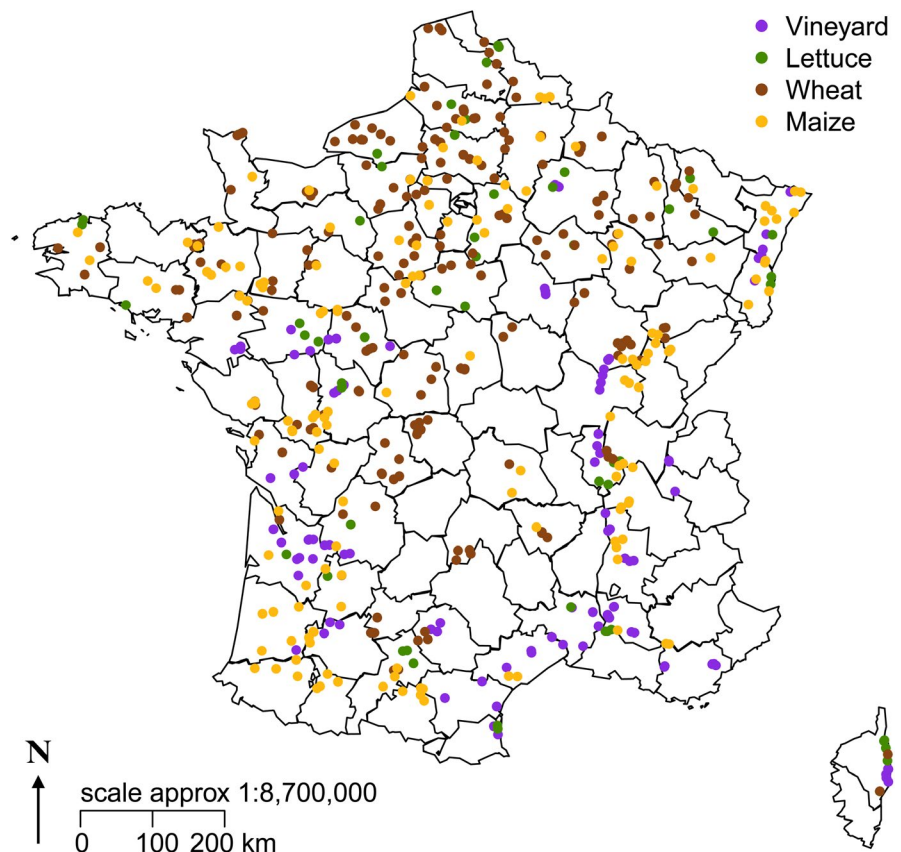 Vineyard
Lettuce
Wheat
Maize
N
scale approx 1:8,700,000
0 100 200 km